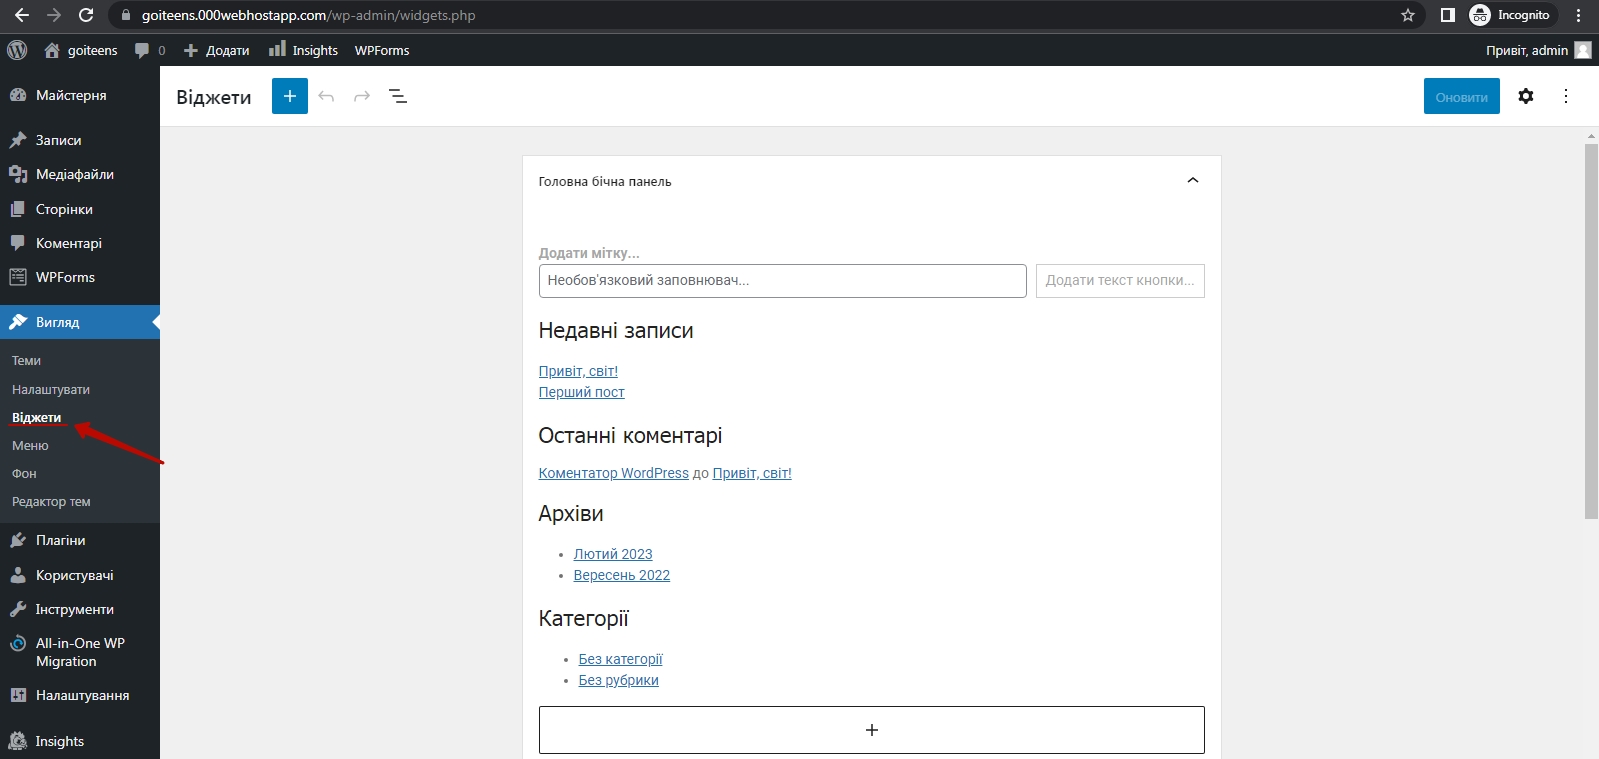 goiteens.000webhostapp.com/wp-admin/widgets.php
Incognito
goiteens
0
Додати
Insights
WPForms
Привіт, admin
Майстерня
Записи
Медіафайли
Сторінки
Коментарі
WPForms
Вигляд
Теми
Налаштувати
Віджети
Меню
Фон
Редактор тем
Плагіни
Користувачі
Інструменти
All-in-One WP
Migration
Налаштування
Insights
Віджети
Оновити
Головна бічна панель
Додати мітку...
Необов'язковий заповнювач...
Додати текст кнопки...
Недавні записи
Привіт, світ!
Перший пост
Останні коментарі
Коментатор WordPress до Привіт, світ!
Архіви
Лютий 2023
Вересень 2022
Категорії
Без категорії
Без рубрики